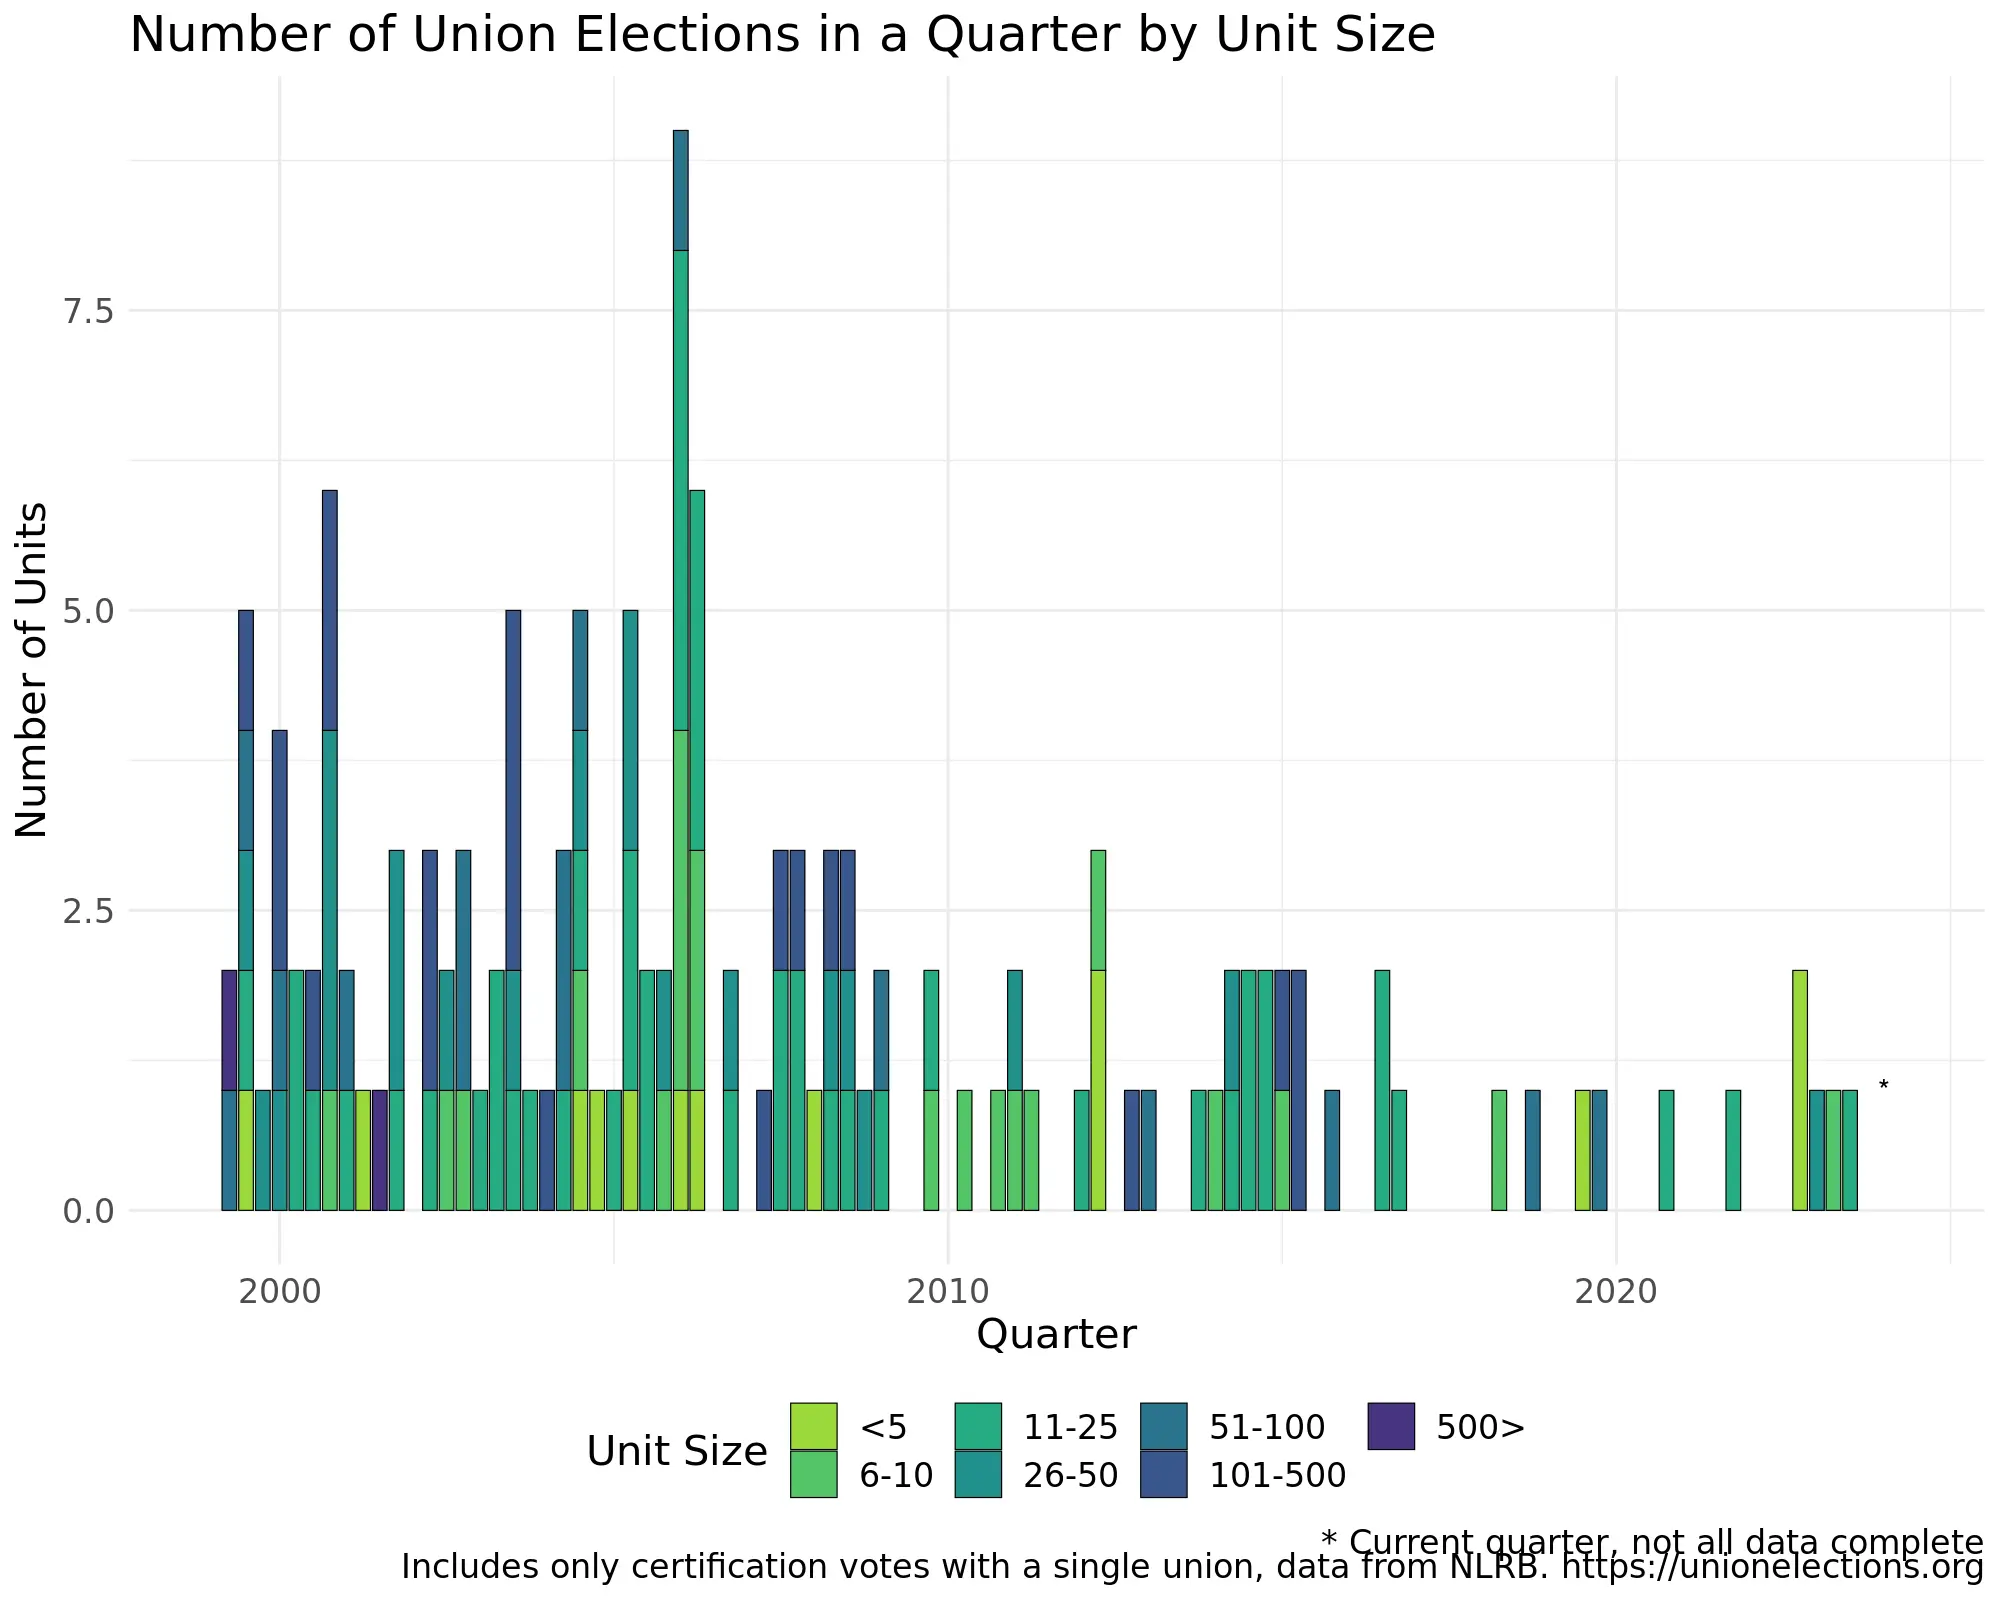 Number of Union Elections in a Quarter by Unit Size
Number of Units
7.5
5.0
2.5
0.0
*
2000 2010 2020
Quarter
Unit Size
<5 11-25 51-100 500>
6-10 26-50 101-500
* Current quarter, not all data complete
Includes only certification votes with a single union, data from NLRB. https://unionelections.org